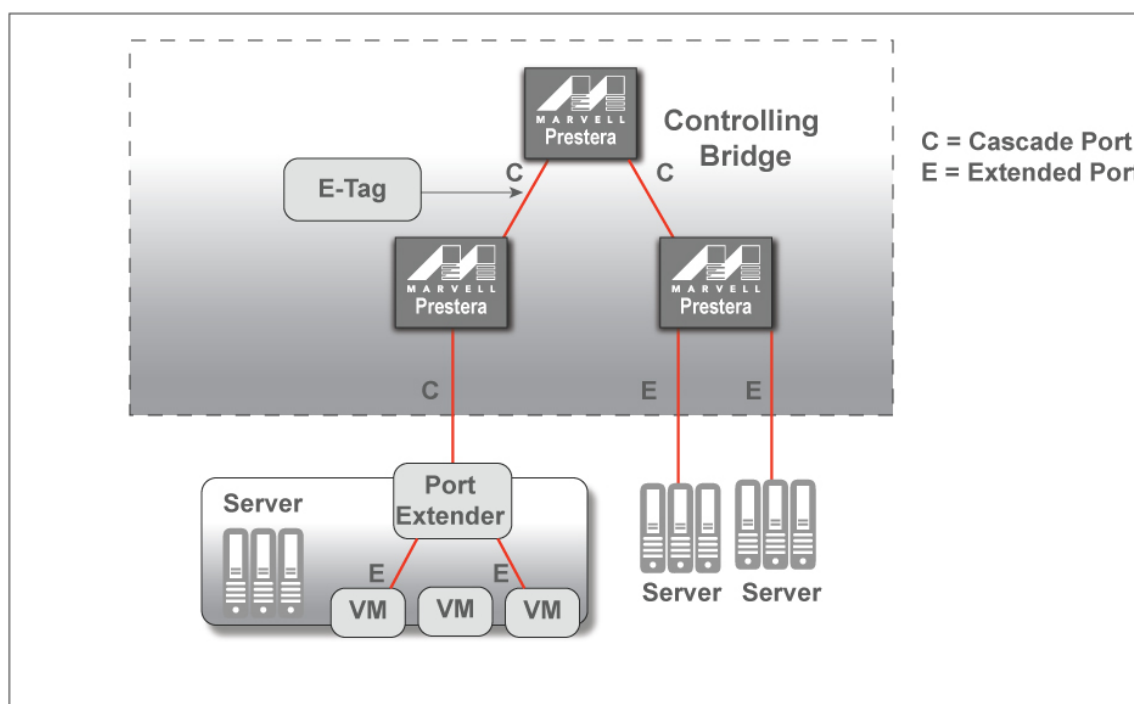 MARVELL
Prestera
Controlling
Bridge
C = Cascade Port
E = Extended Port
E-Tag
C
C
MARVELL
Prestera
MARVELL
Prestera
C
E
E
Server
Port
Extender
E
E
VM
VM
VM
Server
Server